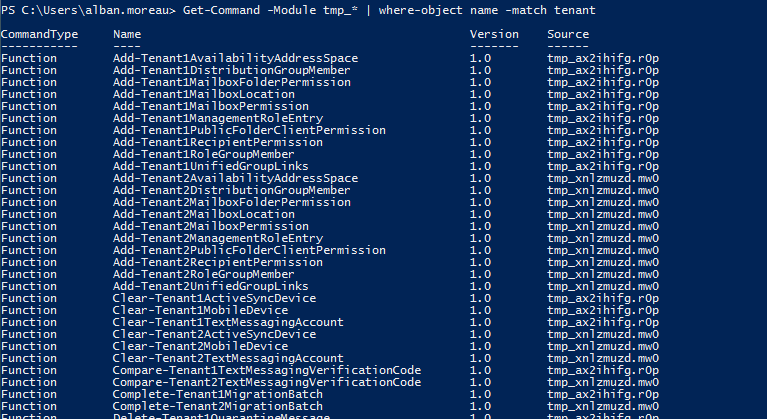 PS C:\Users\alban.moreau> Get-Command -Module tmp_* | where-object name -match tenant
CommandType Name Version Source
----------- ---- ------- ------
Function Add-Tenant1AvailabilityAddressSpace 1.0 tmp_ax2ihifg.r0p
Function Add-Tenant1DistributionGroupMember 1.0 tmp_ax2ihifg.r0p
Function Add-Tenant1MailboxFolderPermission 1.0 tmp_ax2ihifg.r0p
Function Add-Tenant1MailboxLocation 1.0 tmp_ax2ihifg.r0p
Function Add-Tenant1MailboxPermission 1.0 tmp_ax2ihifg.r0p
Function Add-Tenant1ManagementRoleEntry 1.0 tmp_ax2ihifg.r0p
Function Add-Tenant1PublicFolderClientPermission 1.0 tmp_ax2ihifg.r0p
Function Add-Tenant1RecipientPermission 1.0 tmp_ax2ihifg.r0p
Function Add-Tenant1RoleGroupMember 1.0 tmp_ax2ihifg.r0p
Function Add-Tenant1UnifiedGroupLinks 1.0 tmp_ax2ihifg.r0p
Function Add-Tenant2AvailabilityAddressSpace 1.0 tmp_xnlzmuzd.mw0
Function Add-Tenant2DistributionGroupMember 1.0 tmp_xnlzmuzd.mw0
Function Add-Tenant2MailboxFolderPermission 1.0 tmp_xnlzmuzd.mw0
Function Add-Tenant2MailboxLocation 1.0 tmp_xnlzmuzd.mw0
Function Add-Tenant2MailboxPermission 1.0 tmp_xnlzmuzd.mw0
Function Add-Tenant2ManagementRoleEntry 1.0 tmp_xnlzmuzd.mw0
Function Add-Tenant2PublicFolderClientPermission 1.0 tmp_xnlzmuzd.mw0
Function Add-Tenant2RecipientPermission 1.0 tmp_xnlzmuzd.mw0
Function Add-Tenant2RoleGroupMember 1.0 tmp_xnlzmuzd.mw0
Function Add-Tenant2UnifiedGroupLinks 1.0 tmp_xnlzmuzd.mw0
Function Clear-Tenant1ActiveSyncDevice 1.0 tmp_ax2ihifg.r0p
Function Clear-Tenant1MobileDevice 1.0 tmp_ax2ihifg.r0p
Function Clear-Tenant1TextMessagingAccount 1.0 tmp_ax2ihifg.r0p
Function Clear-Tenant2ActiveSyncDevice 1.0 tmp_xnlzmuzd.mw0
Function Clear-Tenant2MobileDevice 1.0 tmp_xnlzmuzd.mw0
Function Clear-Tenant2TextMessagingAccount 1.0 tmp_xnlzmuzd.mw0
Function Compare-Tenant1TextMessagingVerificationCode 1.0 tmp_ax2ihifg.r0p
Function Compare-Tenant2TextMessagingVerificationCode 1.0 tmp_xnlzmuzd.mw0
Function Complete-Tenant1MigrationBatch 1.0 tmp_ax2ihifg.r0p
Function Complete-Tenant2MigrationBatch 1.0 tmp_xnlzmuzd.mw0
Function Delete-Tenant1QuarantineMessage 1.0 tmp_ax2ihifg.r0p